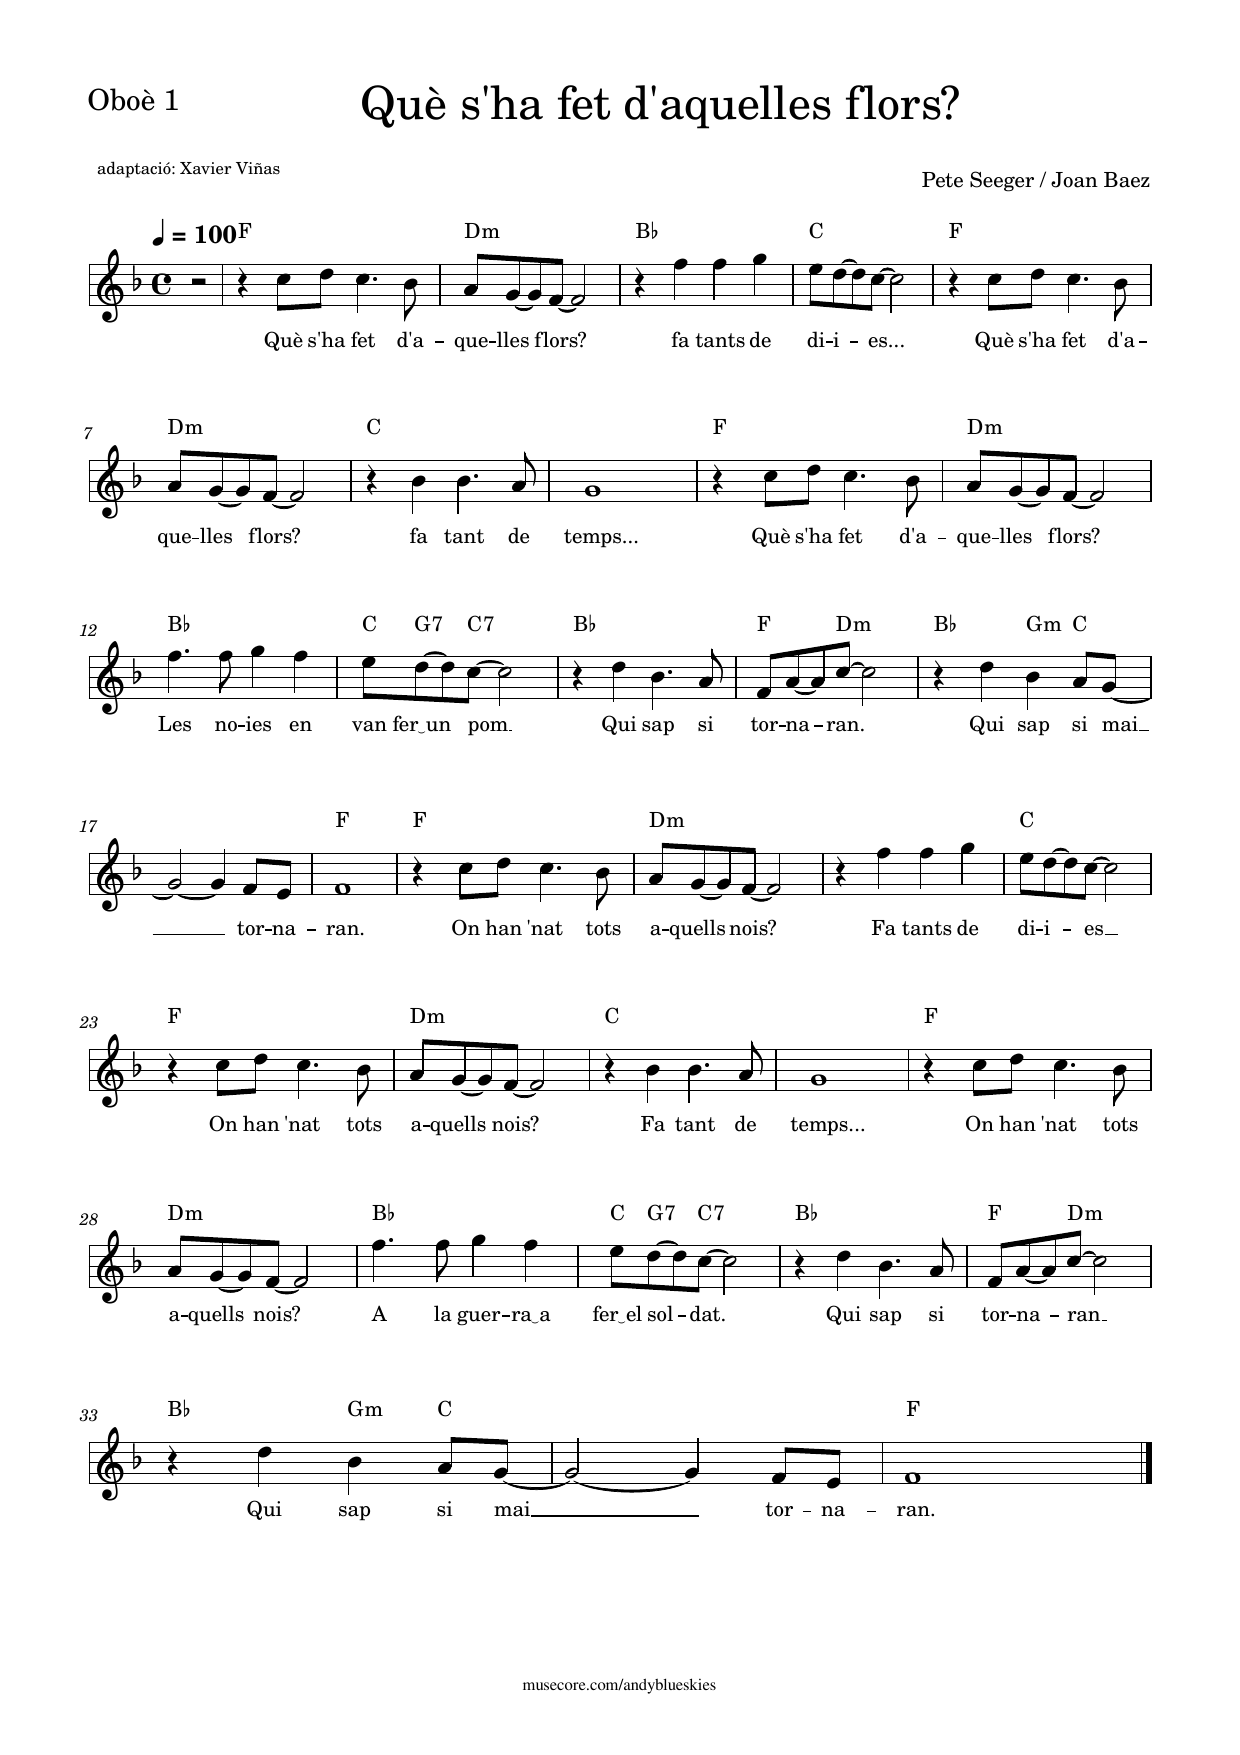 Oboè 1
Què s'ha fet d'aquelles flors?
adaptació: Xavier Viñas
Pete Seeger / Joan Baez
♩ = 100 F Dm B♭ C F
Què s'ha fet d'a – que – lles flors? fa tants de di – i – es... Què s'ha fet d'a –
7 Dm C F Dm
que – lles flors? fa tant de temps... Què s'ha fet d'a – que – lles flors?
12 B♭ C G7 C7 B♭ F Dm B♭ Gm C
Les no – ies en van fer‿un pom_ Qui sap si tor – na – ran. Qui sap si mai_
17 F F Dm C
tor – na – ran. On han 'nat tots a – quells nois? Fa tants de di – i – es_
23 F Dm C F
On han 'nat tots a – quells nois? Fa tant de temps... On han 'nat tots
28 Dm B♭ C G7 C7 B♭ F Dm
a – quells nois? A la guer – ra‿a fer‿el sol – dat. Qui sap si tor – na – ran_
33 B♭ Gm C F
Qui sap si mai_ tor – na – ran.
musecore.com/andyblueskies